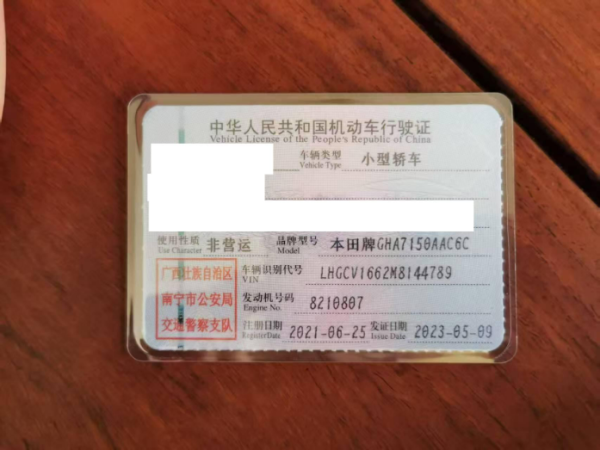 中华人民共和国机动车行驶证
Vehicle License of the People's Republic of China
车辆类型 小型轿车
Vehicle Type
使用性质 非营运 品牌型号 本田牌GHA7150AAC6C
Use Character Model
广西壮族自治区 车辆识别代号 LHGCV1662M8144789
VIN
南宁市公安局 发动机号码 8210807
Engine No.
交通警察支队 注册日期 2021-06-25 发证日期 2023-05-09
Register Date Issue Date